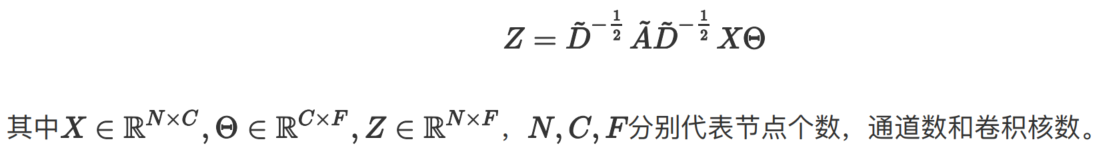 Z = D̃^{-1/2} Ã D̃^{-1/2} XΘ
其中X ∈ ℝ^{N×C}, Θ ∈ ℝ^{C×F}, Z ∈ ℝ^{N×F}，N, C, F分别代表节点个数，通道数和卷积核数。